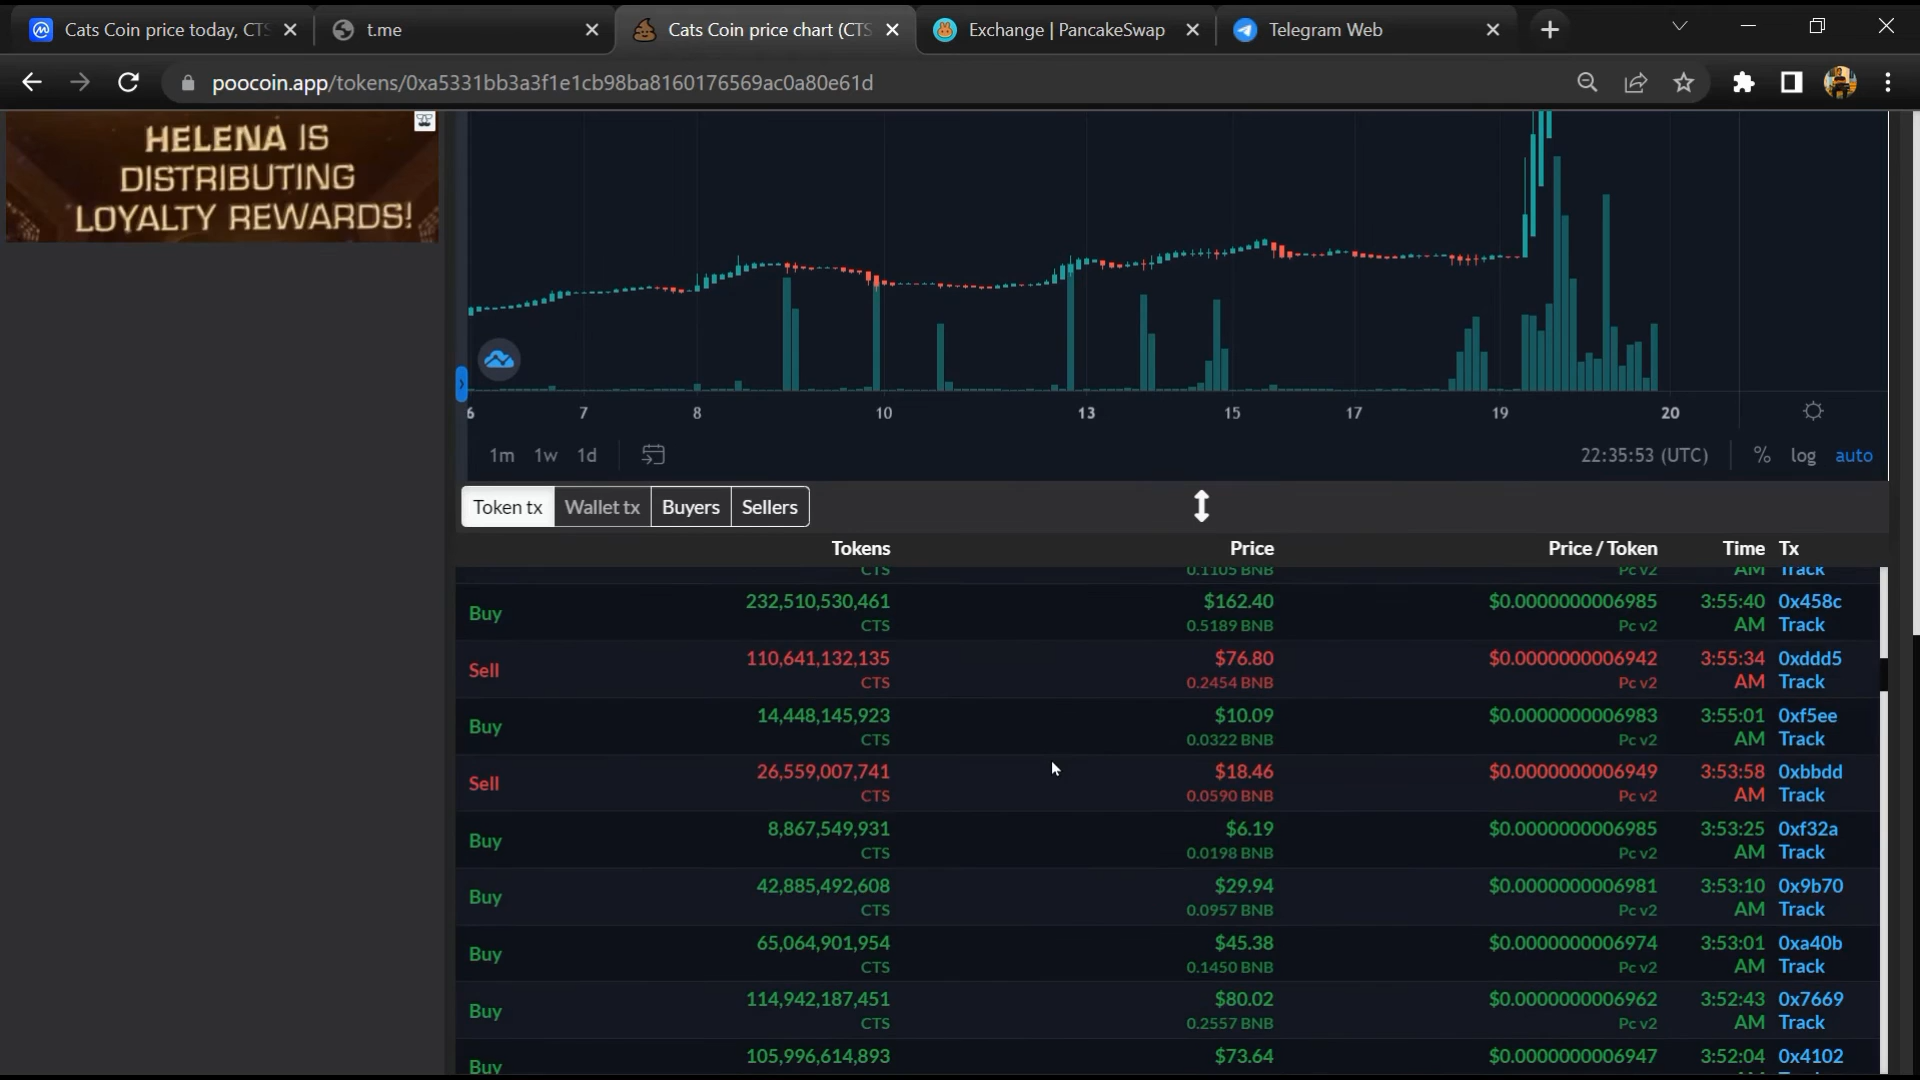 Cats Coin price today, CTS
t.me
Cats Coin price chart (CTS
Exchange | PancakeSwap
Telegram Web
poocoin.app/tokens/0xa5331bb3a3f1e1cb98ba8160176569ac0a80e61d
HELENA IS
DISTRIBUTING
LOYALTY REWARDS!
6 7 8 10 13 15 17 19 20
1m 1w 1d 22:35:53 (UTC) % log auto
Token tx Wallet tx Buyers Sellers
Tokens Price Price / Token Time Tx
CTS 0.1105 BNB Pc v2 AM Track
Buy 232,510,530,461 $162.40 $0.0000000006985 3:55:40 0x458c
CTS 0.5189 BNB Pc v2 AM Track
Sell 110,641,132,135 $76.80 $0.0000000006942 3:55:34 0xddd5
CTS 0.2454 BNB Pc v2 AM Track
Buy 14,448,145,923 $10.09 $0.0000000006983 3:55:01 0xf5ee
CTS 0.0322 BNB Pc v2 AM Track
Sell 26,559,007,741 $18.46 $0.0000000006949 3:53:58 0xbbdd
CTS 0.0590 BNB Pc v2 AM Track
Buy 8,867,549,931 $6.19 $0.0000000006985 3:53:25 0xf32a
CTS 0.0198 BNB Pc v2 AM Track
Buy 42,885,492,608 $29.94 $0.0000000006981 3:53:10 0x9b70
CTS 0.0957 BNB Pc v2 AM Track
Buy 65,064,901,954 $45.38 $0.0000000006974 3:53:01 0xa40b
CTS 0.1450 BNB Pc v2 AM Track
Buy 114,942,187,451 $80.02 $0.0000000006962 3:52:43 0x7669
CTS 0.2557 BNB Pc v2 AM Track
Buy 105,996,614,893 $73.64 $0.0000000006947 3:52:04 0x4102